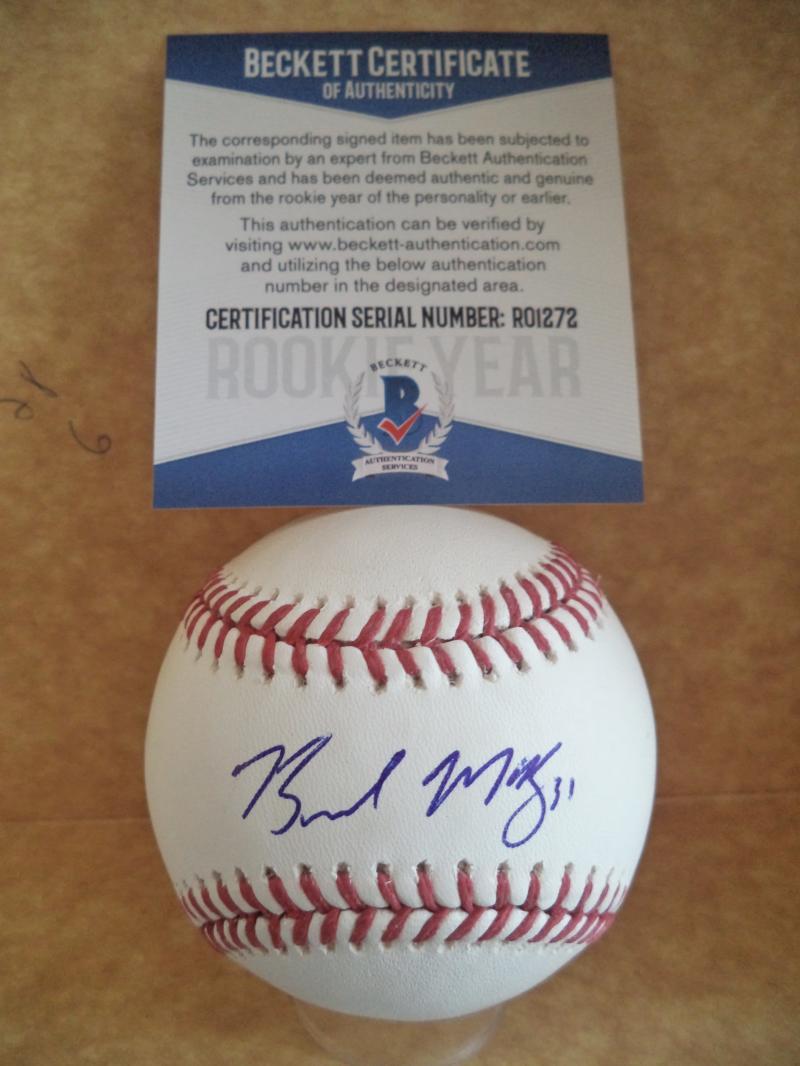 BECKETT CERTIFICATE
OF AUTHENTICITY
The corresponding signed item has been subjected to
examination by an expert from Beckett Authentication
Services and has been deemed authentic and genuine
from the rookie year of the personality or earlier.
This authentication can be verified by
visiting www.beckett-authentication.com
and utilizing the below authentication
number in the designated area.
CERTIFICATION SERIAL NUMBER: R01272
ROOKIE YEAR
BECKETT
B
AUTHENTICATION
SERVICES
31